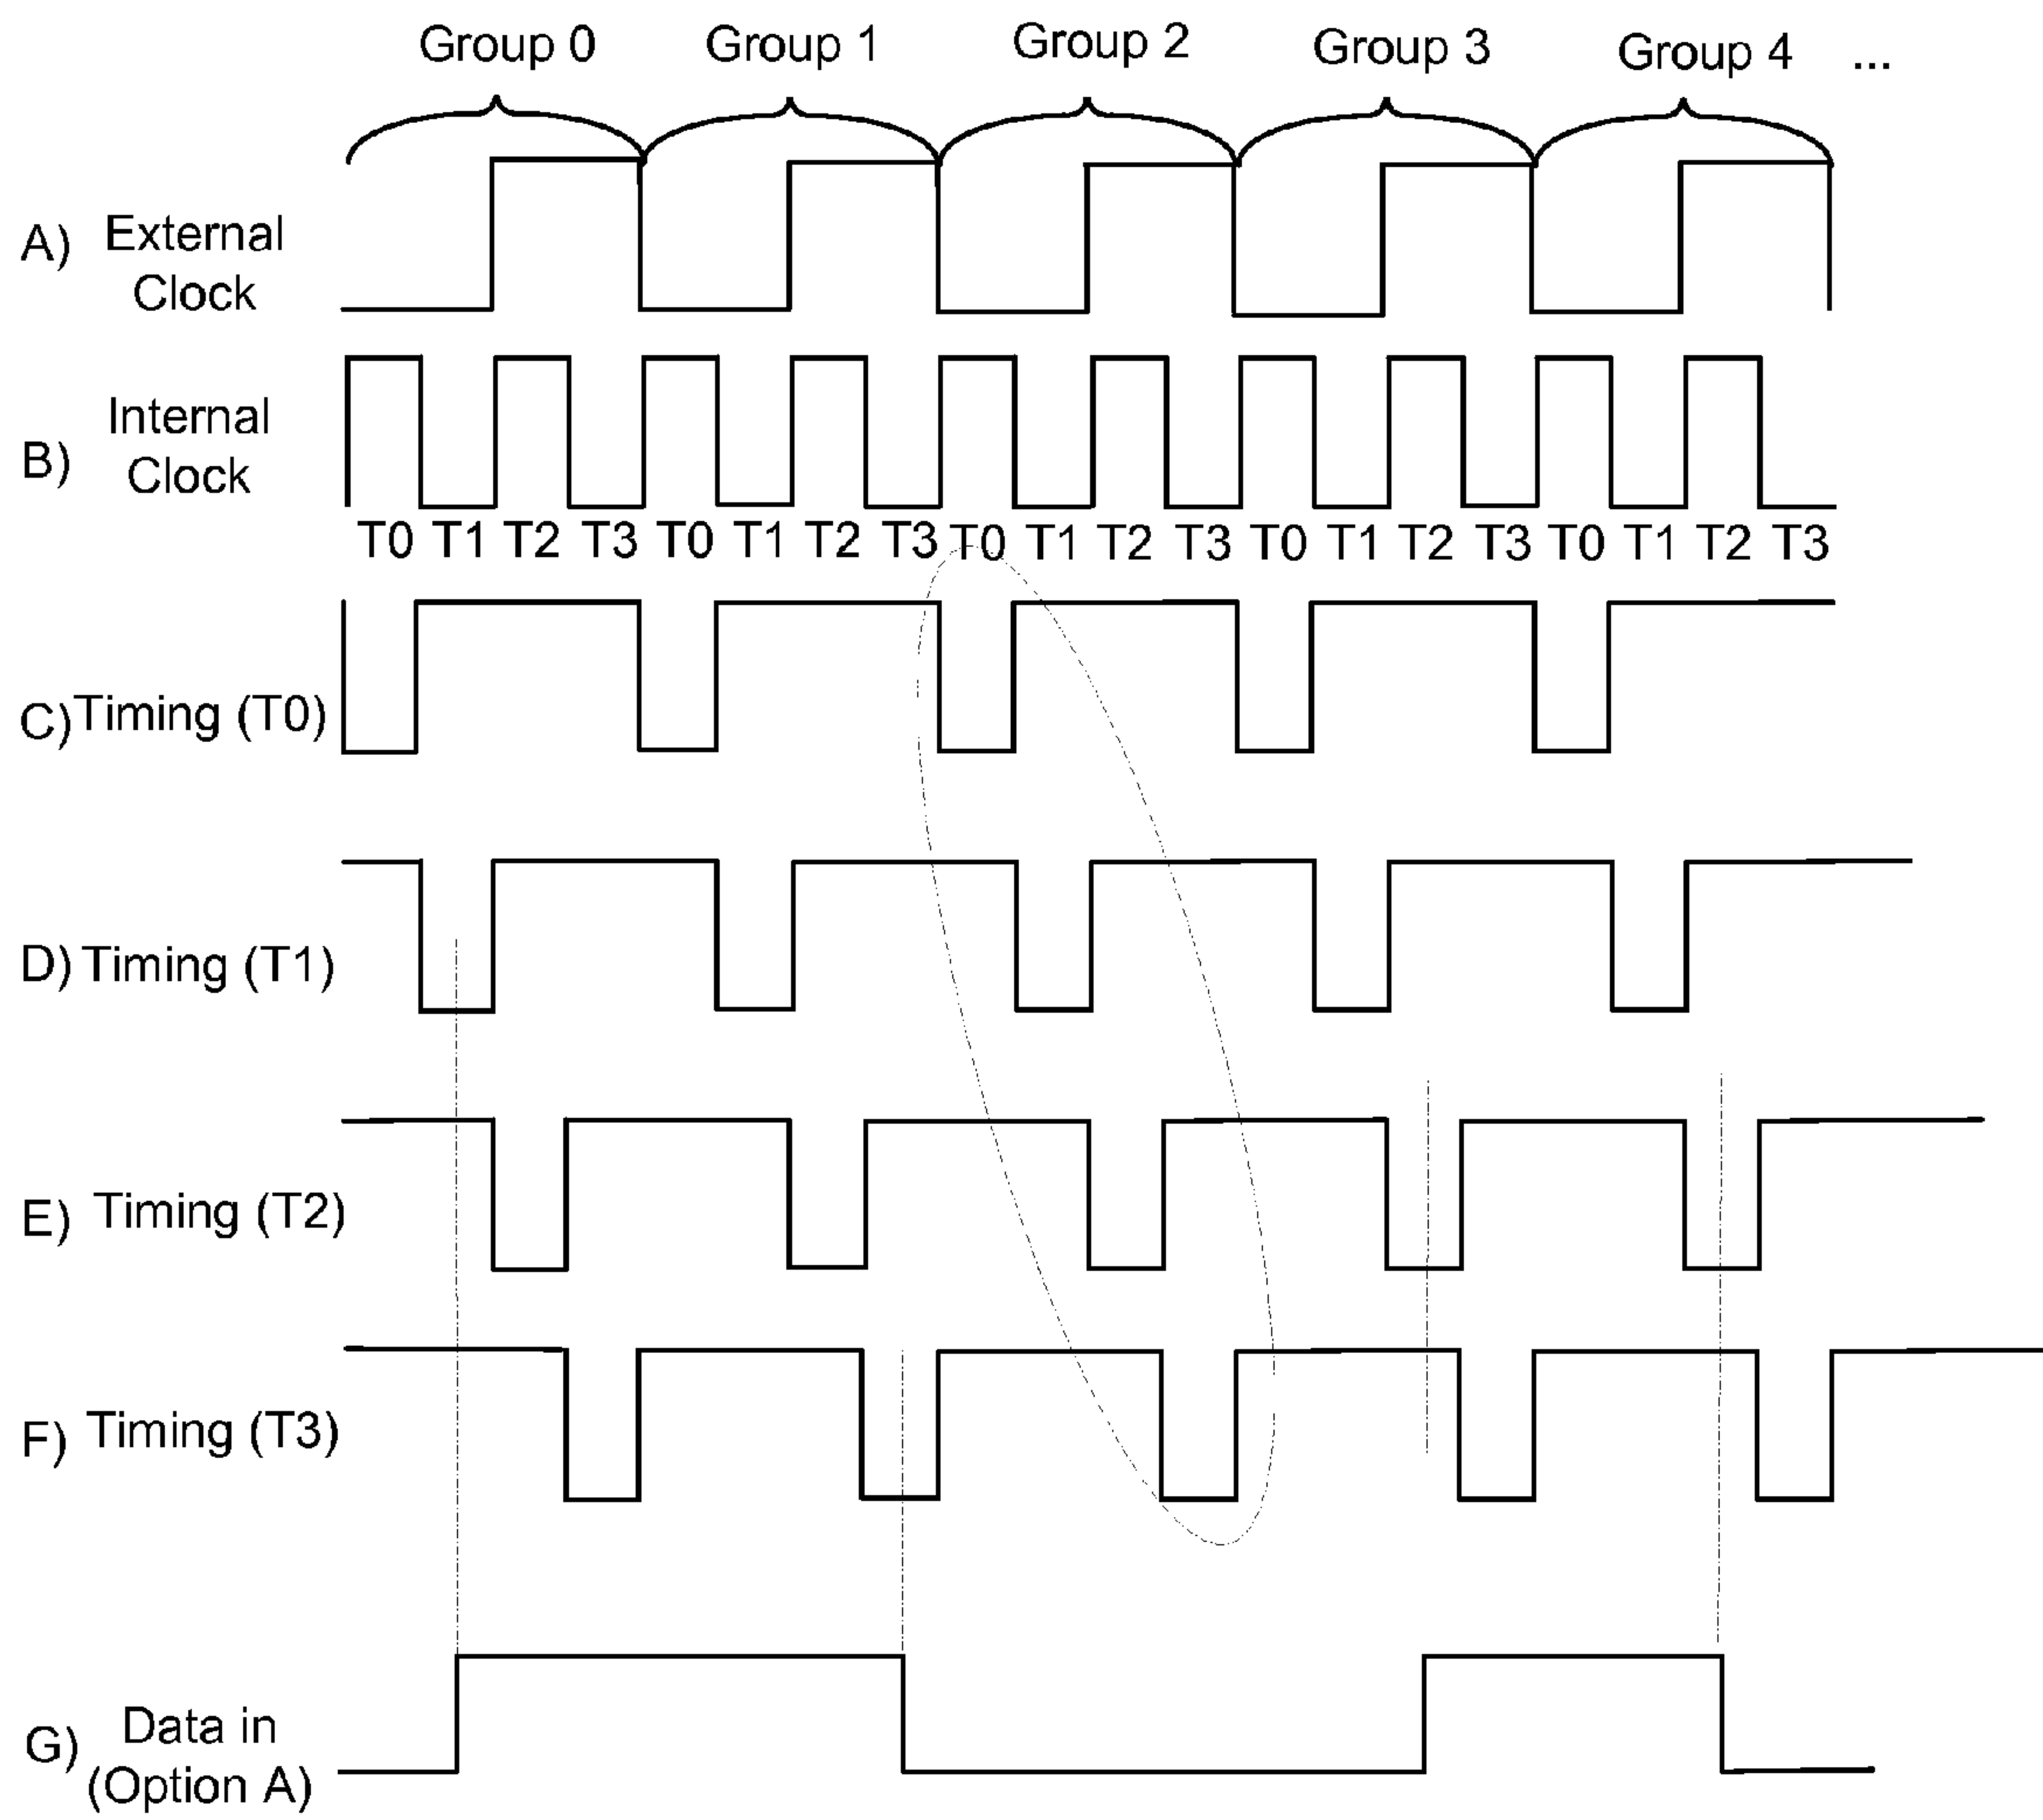 Group 0 Group 1 Group 2 Group 3 Group 4 ...
A) External
Clock
B) Internal
Clock
T0 T1 T2 T3 T0 T1 T2 T3 T0 T1 T2 T3 T0 T1 T2 T3 T0 T1 T2 T3
C) Timing (T0)
D) Timing (T1)
E) Timing (T2)
F) Timing (T3)
G) Data in
(Option A)